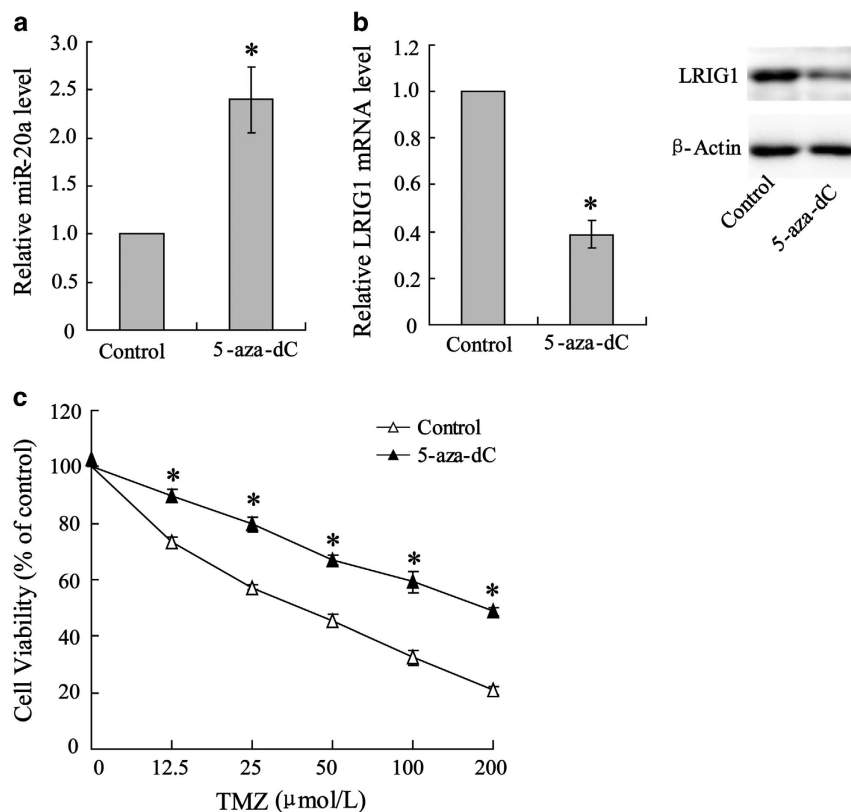 a
Relative miR-20a level
3.0
2.5
2.0
1.5
1.0
0.5
0
*
Control
5-aza-dC
b
Relative LRIG1 mRNA level
1.2
1.0
0.8
0.6
0.4
0.2
0
*
Control
5-aza-dC
LRIG1
β-Actin
Control
5-aza-dC
c
Cell Viability (% of control)
120
100
80
60
40
20
0
Control
5-aza-dC
* * * * *
0 12.5 25 50 100 200
TMZ (μmol/L)